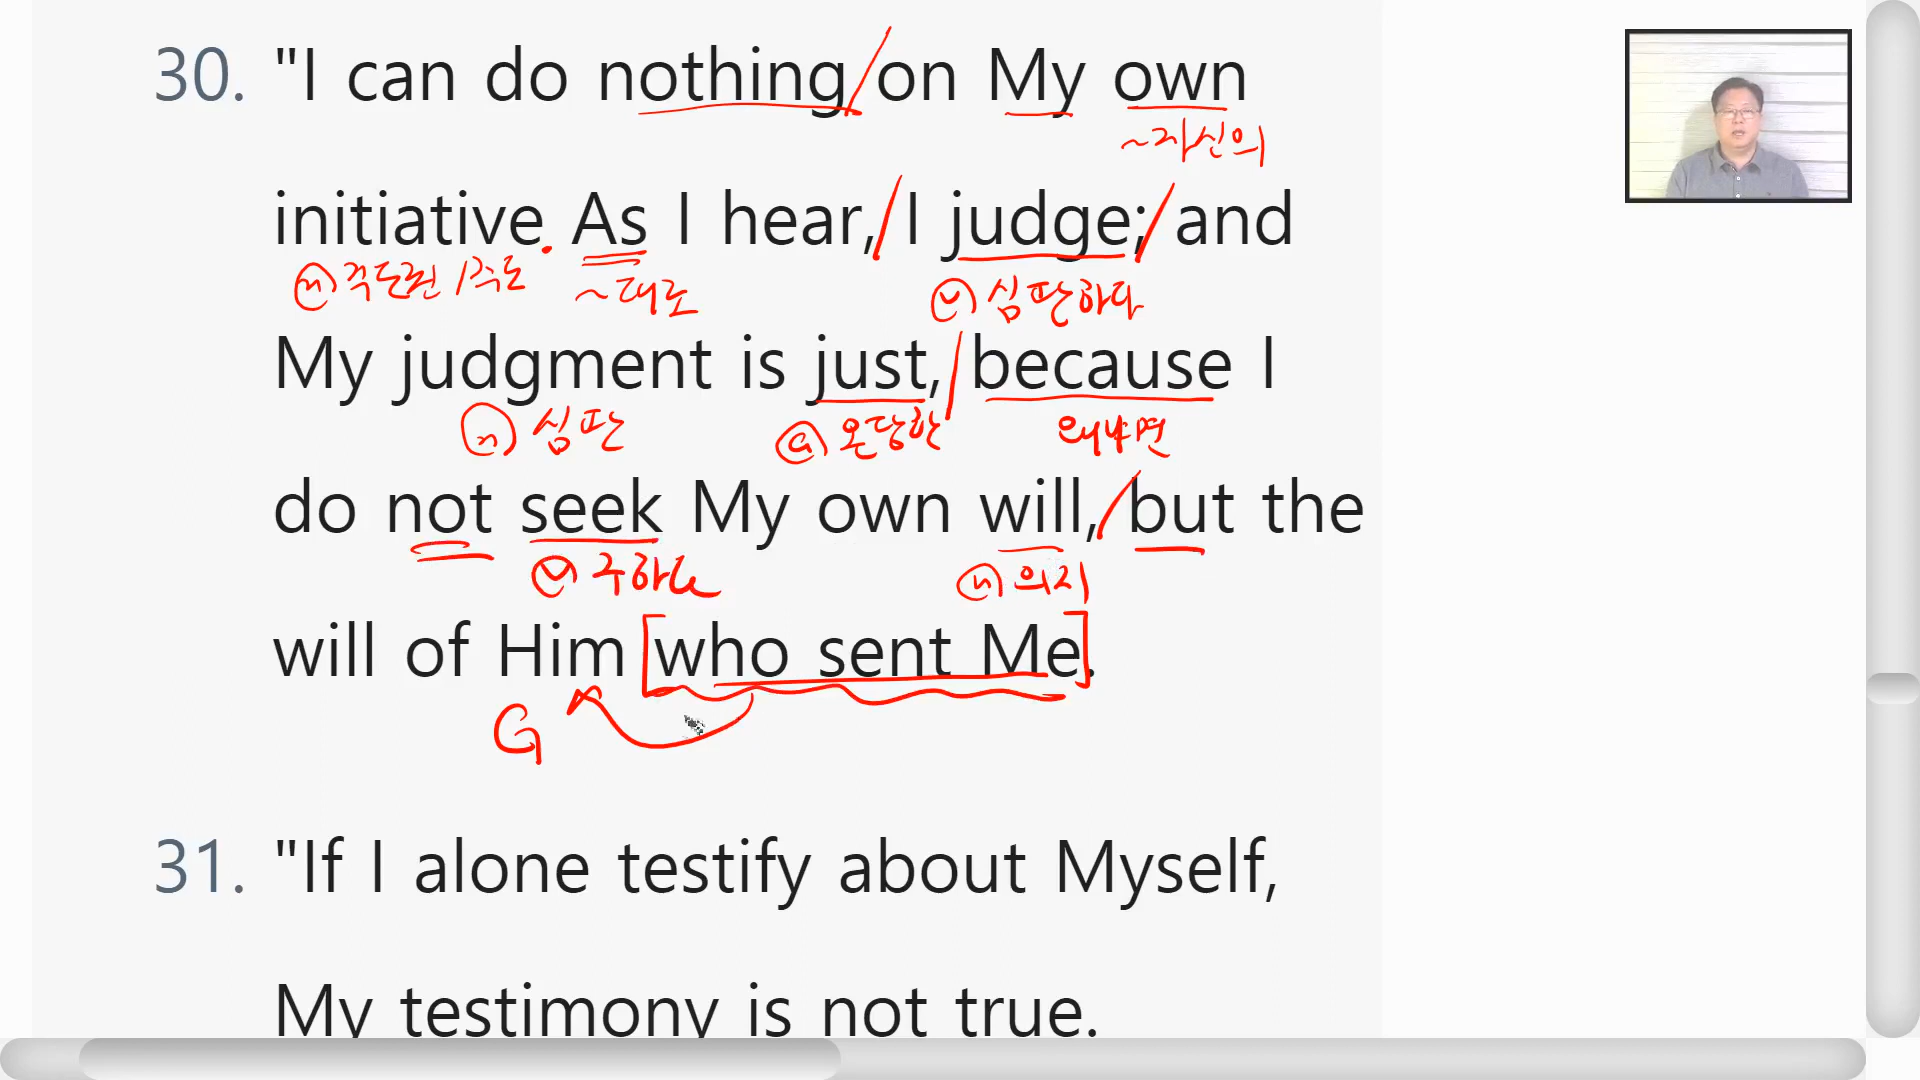 30. "I can do nothing / on My own
~자신의
initiative. As I hear, / I judge; / and
ⓝ 주도권 / 주도 ~대로 ⓥ 심판하다
My judgment is just, / because I
ⓝ 심판 ⓐ 온당한 왜냐면
do not seek My own will, / but the
ⓥ 구하다 ⓝ 의지
will of Him [who sent Me].
G
31. "If I alone testify about Myself,
My testimony is not true.